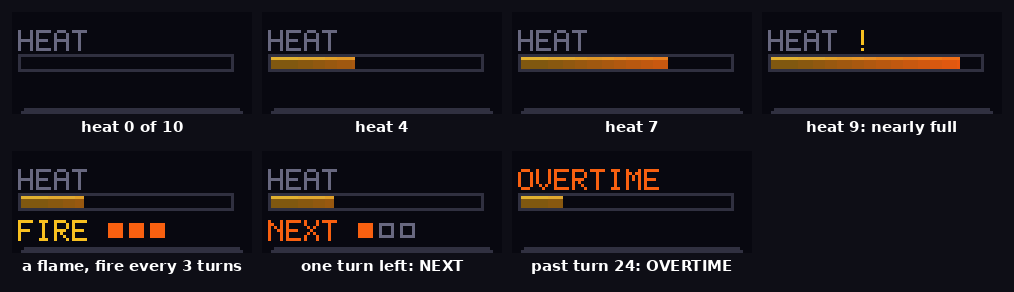 HEAT
heat 0 of 10
HEAT
heat 4
HEAT
heat 7
HEAT !
heat 9: nearly full
HEAT
FIRE
a flame, fire every 3 turns
HEAT
NEXT
one turn left: NEXT
OVERTIME
past turn 24: OVERTIME